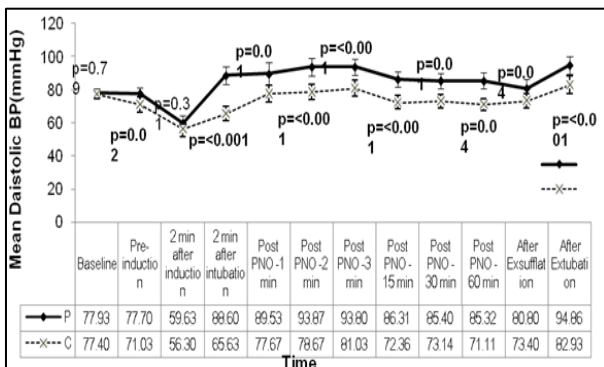 Mean Daistolic BP(mmHg)
120
100
80
60
40
20
0
p=0.7
9
p=0.0
2
p=0.3
1
p=<0.001
p=0.0
1
p=<0.00
1
p=<0.00
1
p=<0.00
1
p=<0.00
1
p=0.0
1
p=0.0
4
p=0.0
4
p=<0.0
01
Baseline
Pre-
inductio
n
2 min
after
inductio
n
2 min
after
intubatio
n
Post
PNO -1
min
Post
PNO -2
min
Post
PNO -3
min
Post
PNO -
15 min
Post
PNO -
30 min
Post
PNO -
60 min
After
Exsufflat
ion
After
Extubati
on
P 77.93 77.70 59.63 88.60 89.53 93.87 93.80 86.31 85.40 85.32 80.80 94.86
C 77.40 71.03 56.30 65.63 77.67 78.67 81.03 72.36 73.14 71.11 73.40 82.93
Time